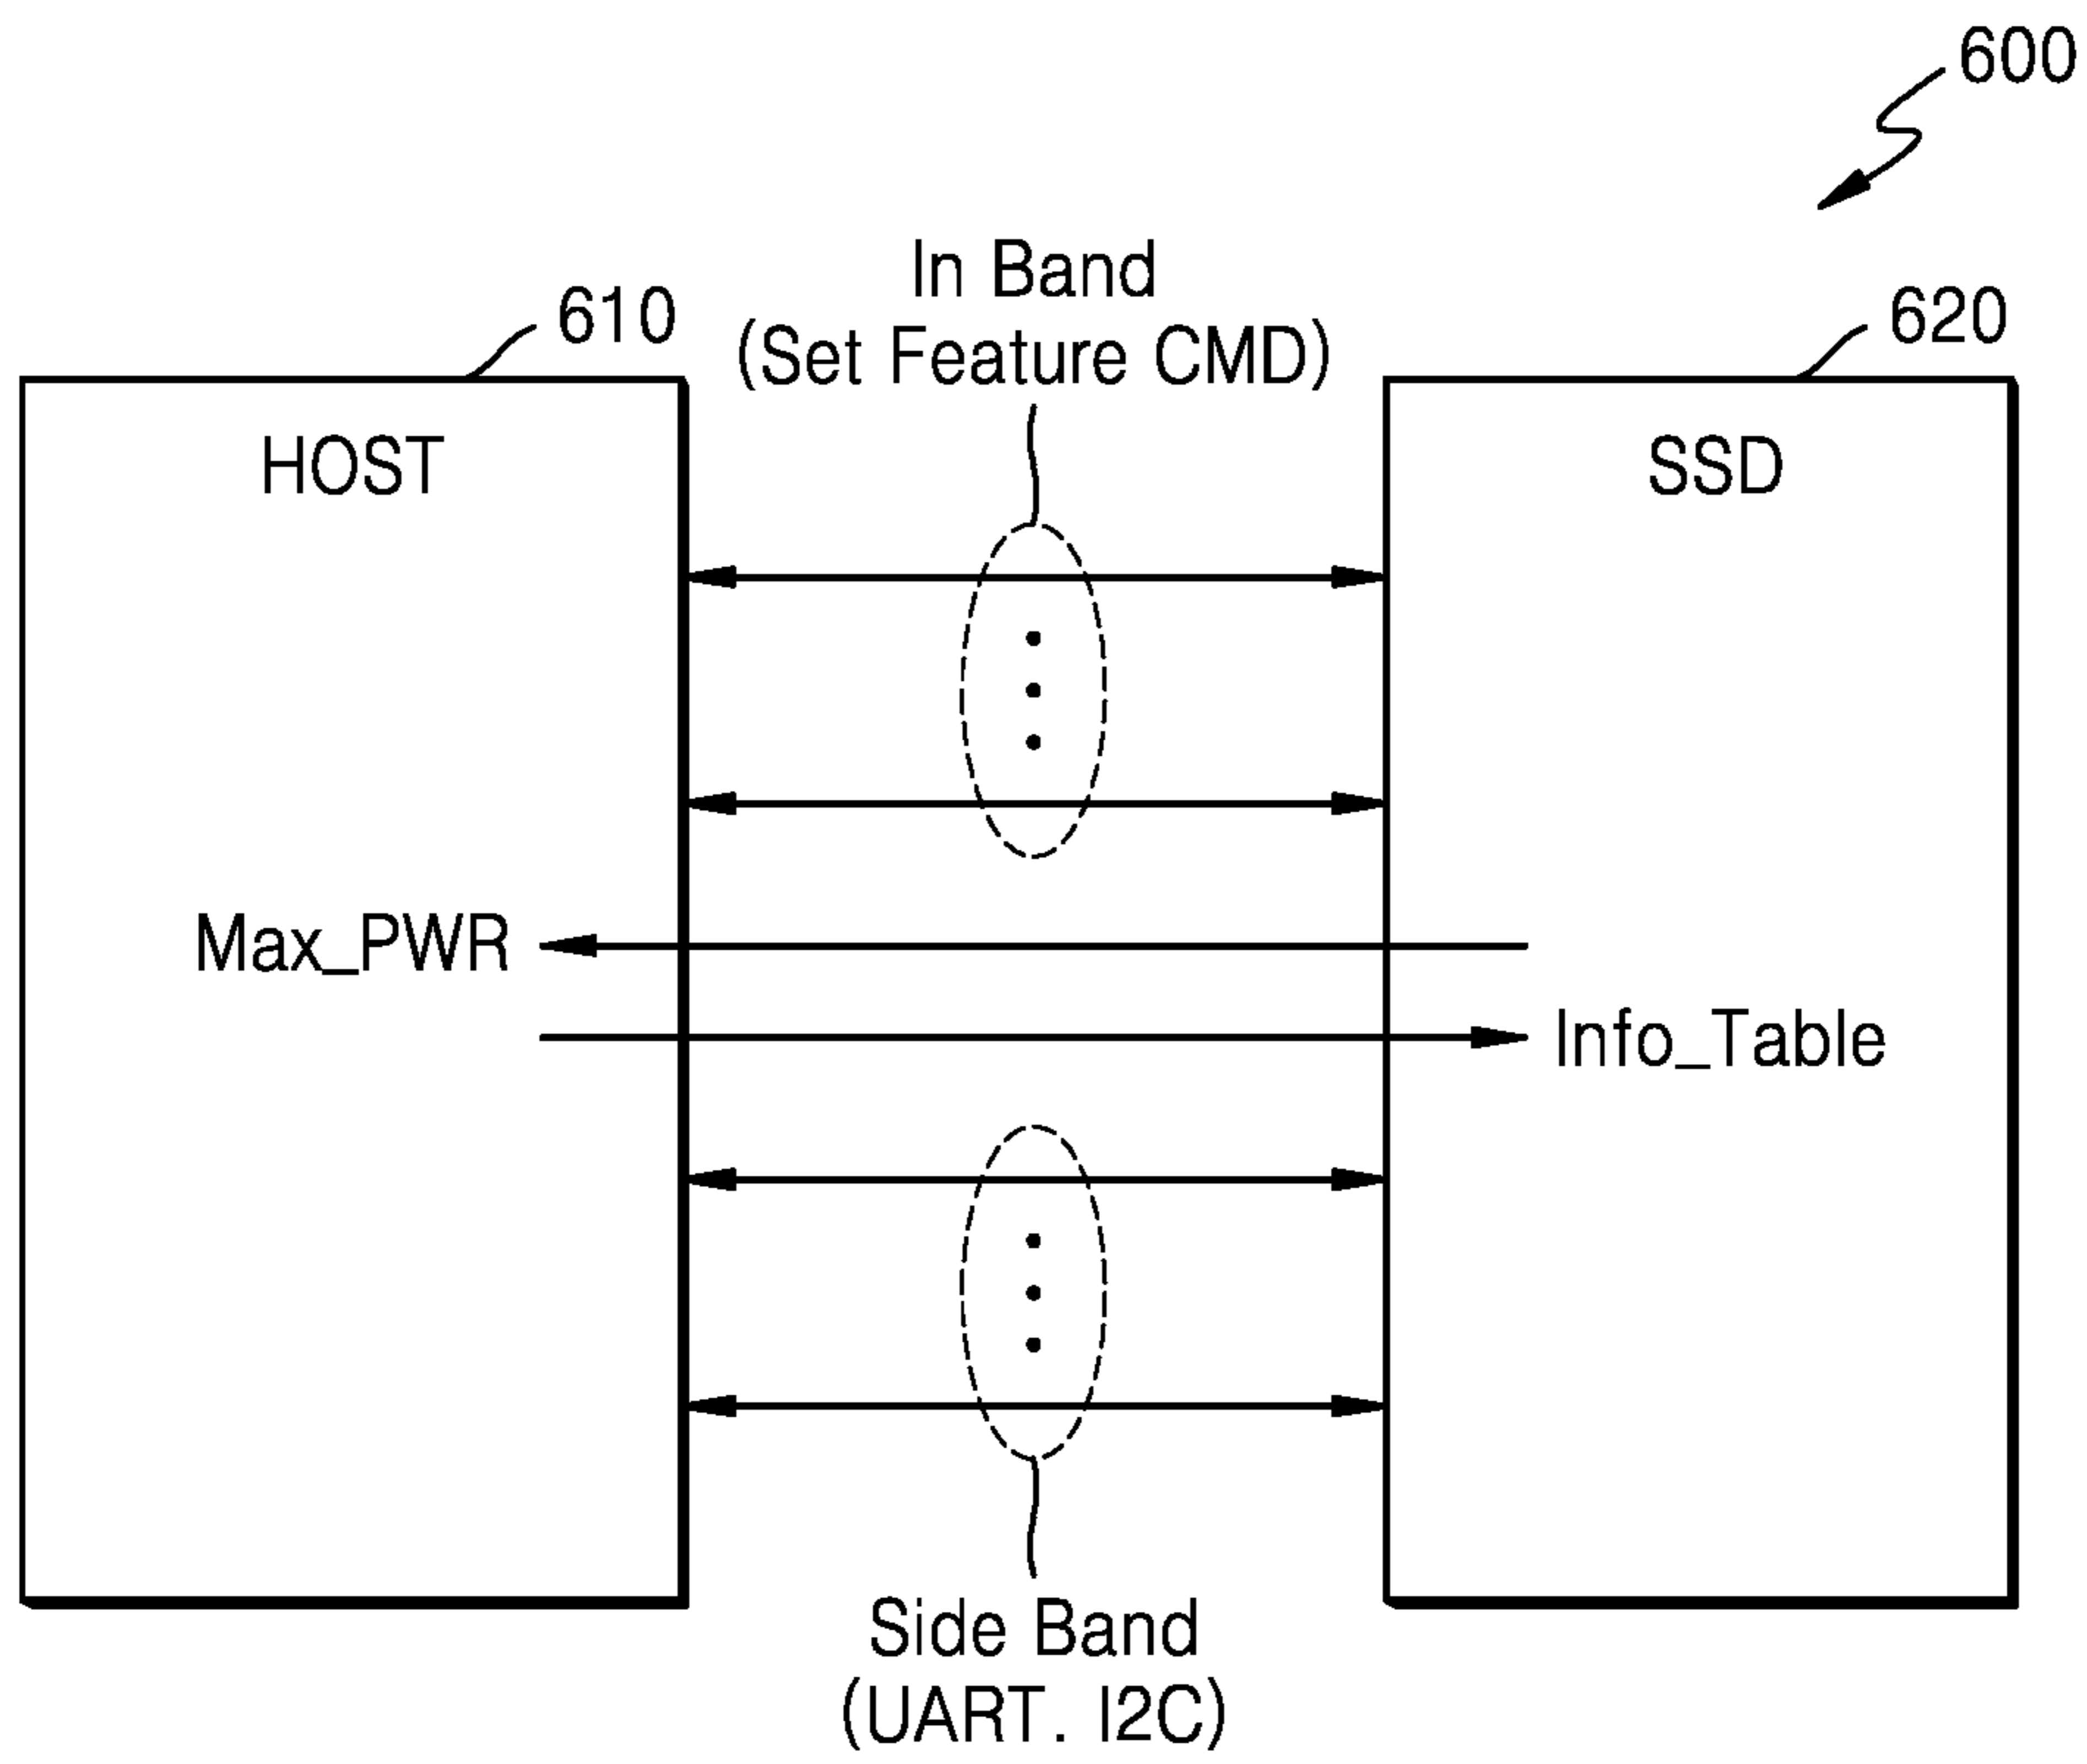 600
In Band
(Set Feature CMD)
610
620
HOST
SSD
Max_PWR
Info_Table
Side Band
(UART. I2C)